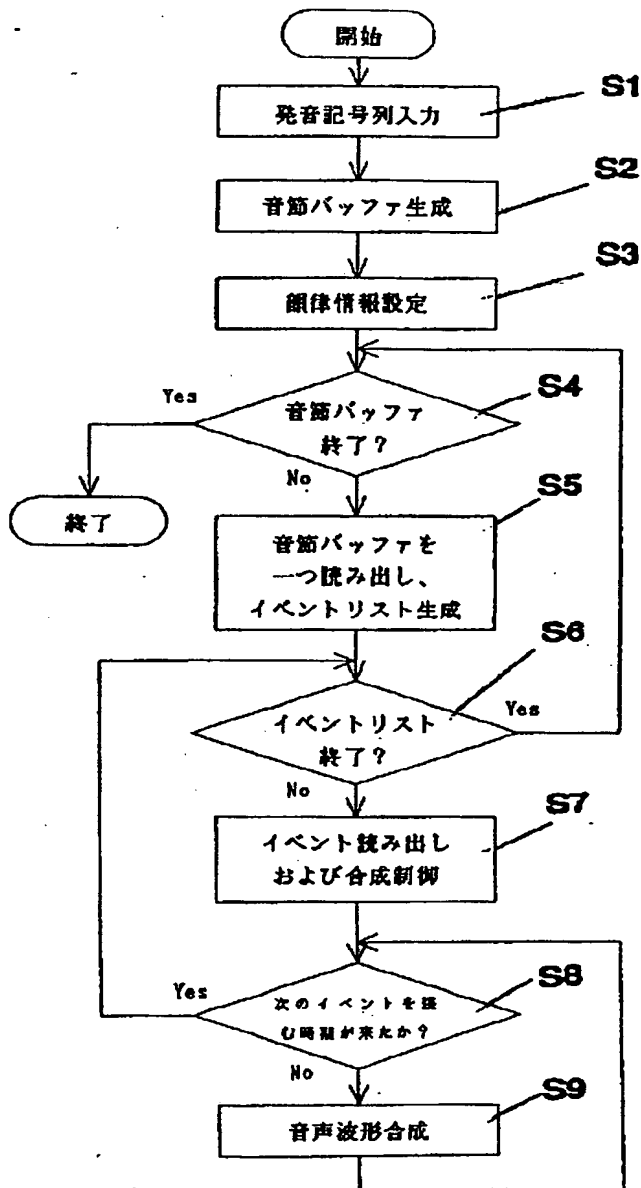 開始
S1
発音記号列入力
S2
音節バッファ生成
S3
韻律情報設定
S4
Yes
音節バッファ
終了？
No
終了
S5
音節バッファを
一つ読み出し、
イベントリスト生成
S6
Yes
イベントリスト
終了？
No
S7
イベント読み出し
および合成制御
S8
Yes
次のイベントを読
む時刻が来たか？
No
S9
音声波形合成